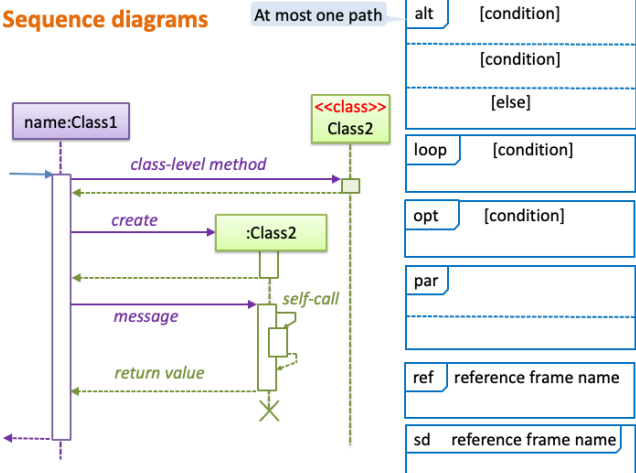 Sequence diagrams
At most one path
alt [condition]
[condition]
[else]
name:Class1
<<class>>
Class2
class-level method
loop [condition]
create
:Class2
opt [condition]
self-call
message
par
return value
ref reference frame name
sd reference frame name